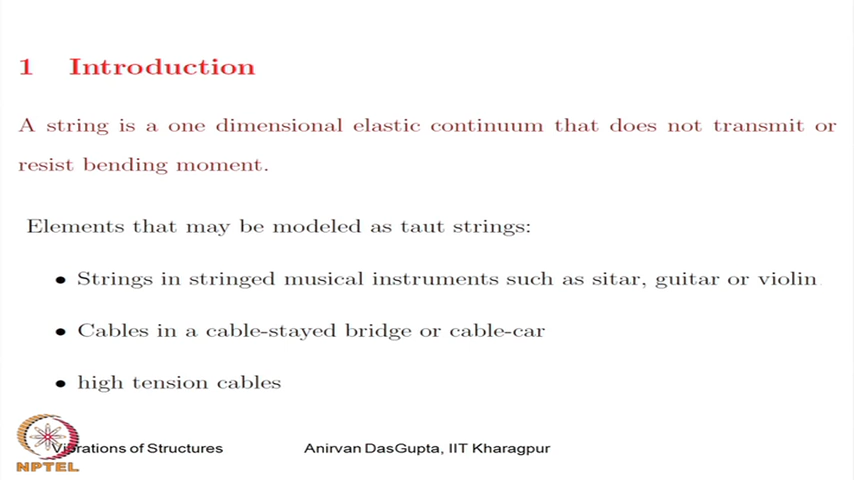 1 Introduction
A string is a one dimensional elastic continuum that does not transmit or
resist bending moment.
Elements that may be modeled as taut strings:
• Strings in stringed musical instruments such as sitar, guitar or violin
• Cables in a cable-stayed bridge or cable-car
• high tension cables
Vibrations of Structures Anirvan DasGupta, IIT Kharagpur
NPTEL